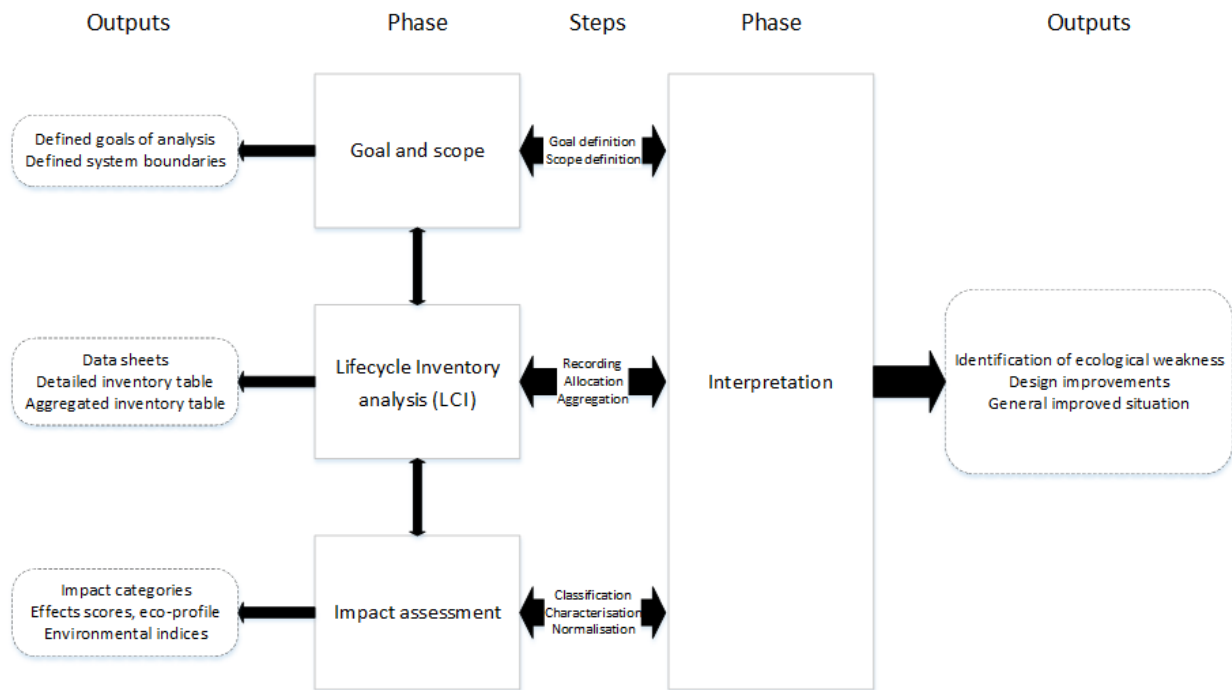 Outputs
Phase
Steps
Phase
Outputs
Defined goals of analysis
Defined system boundaries
Goal and scope
Goal definition
Scope definition
Data sheets
Detailed inventory table
Aggregated inventory table
Lifecycle Inventory
analysis (LCI)
Recording
Allocation
Aggregation
Interpretation
Identification of ecological weakness
Design improvements
General improved situation
Impact categories
Effects scores, eco-profile
Environmental indices
Impact assessment
Classification
Characterisation
Normalisation